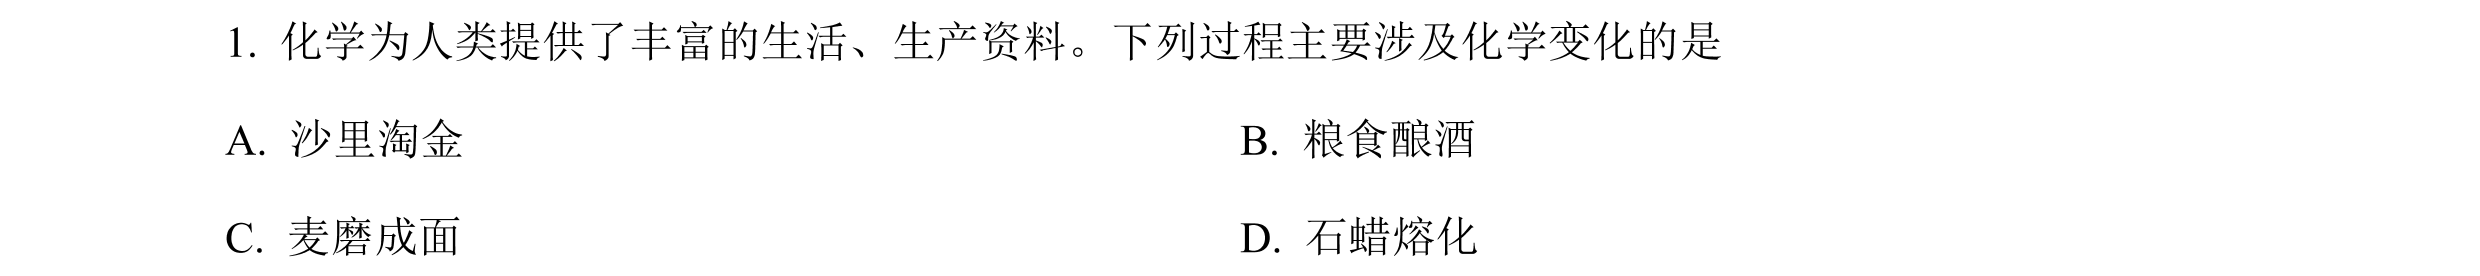 1. 化学为人类提供了丰富的生活、生产资料。下列过程主要涉及化学变化的是
A. 沙里淘金 B. 粮食酿酒
C. 麦磨成面 D. 石蜡熔化